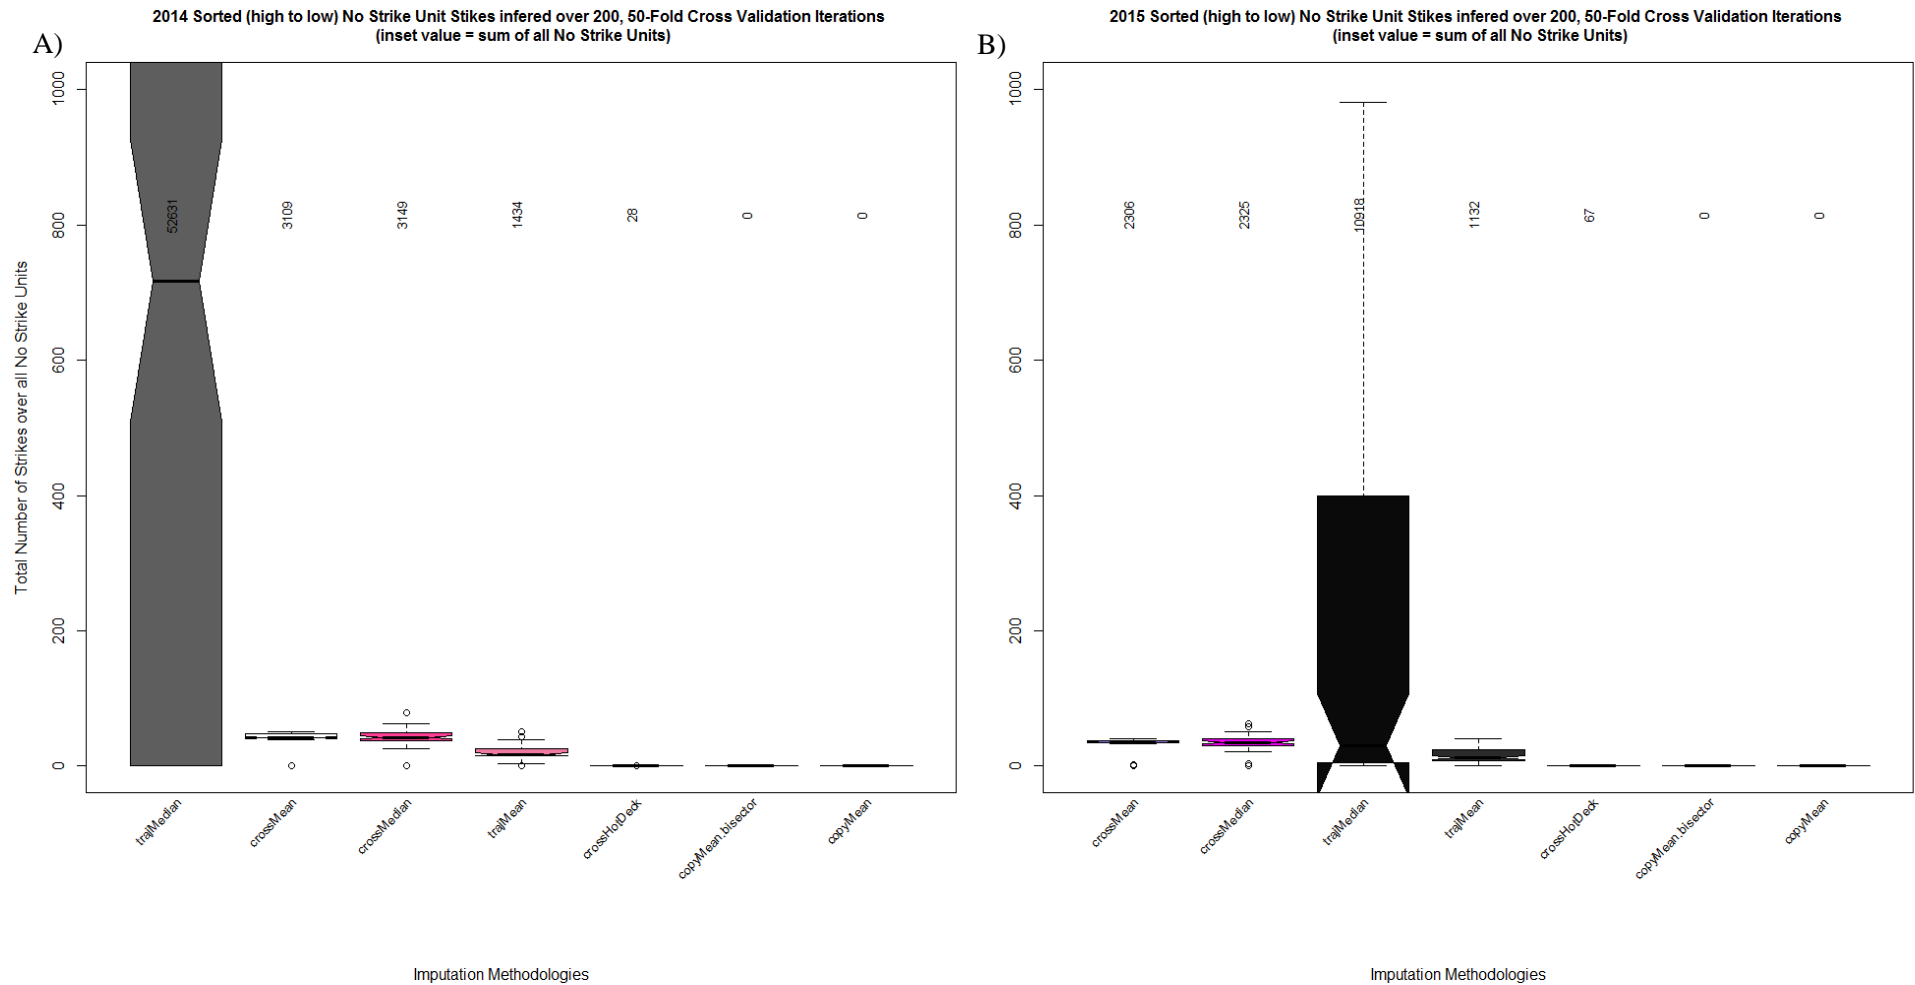 2014 Sorted (high to low) No Strike Unit Stikes infered over 200, 50-Fold Cross Validation Iterations
(inset value = sum of all No Strike Units)
A)
Total Number of Strikes over all No Strike Units
1000
800
600
400
200
0
52631
3109
3149
1434
28
0
0
trajMedian
crossMean
crossMedian
trajMean
crossHotDeck
copyMean.bisector
copyMean
Imputation Methodologies
2015 Sorted (high to low) No Strike Unit Stikes infered over 200, 50-Fold Cross Validation Iterations
(inset value = sum of all No Strike Units)
B)
1000
800
600
400
200
0
2306
2325
10918
1132
67
0
0
crossMean
crossMedian
trajMedian
trajMean
crossHotDeck
copyMean.bisector
copyMean
Imputation Methodologies